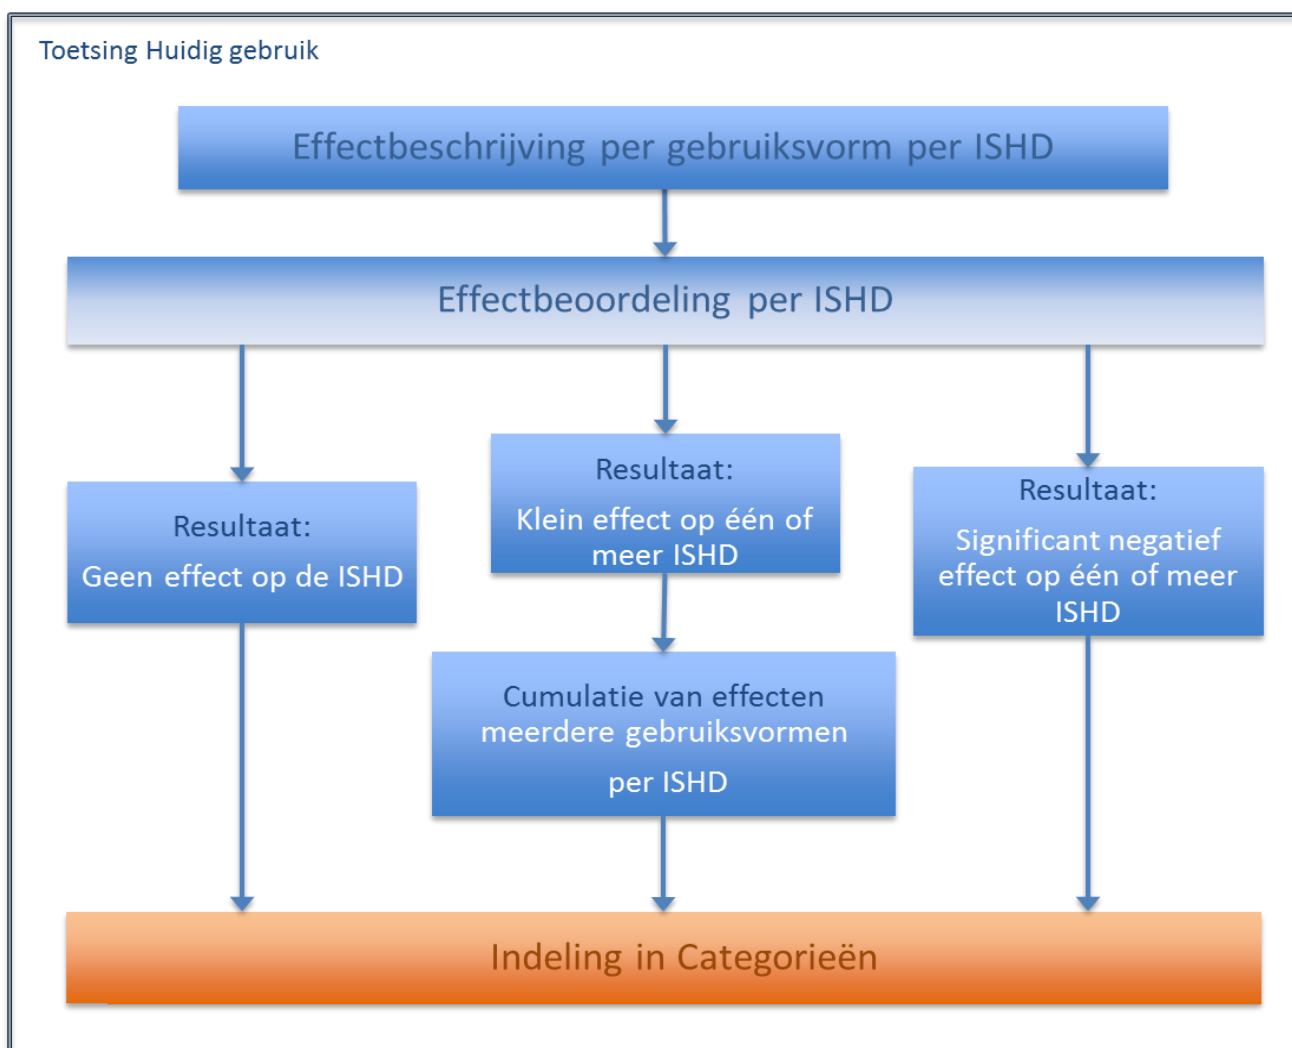 Toetsing Huidig gebruik
Effectbeschrijving per gebruiksvorm per ISHD
Effectbeoordeling per ISHD
Resultaat:
Geen effect op de ISHD
Resultaat:
Klein effect op één of
meer ISHD
Resultaat:
Significant negatief
effect op één of meer
ISHD
Cumulatie van effecten
meerdere gebruiksvormen
per ISHD
Indeling in Categorieën